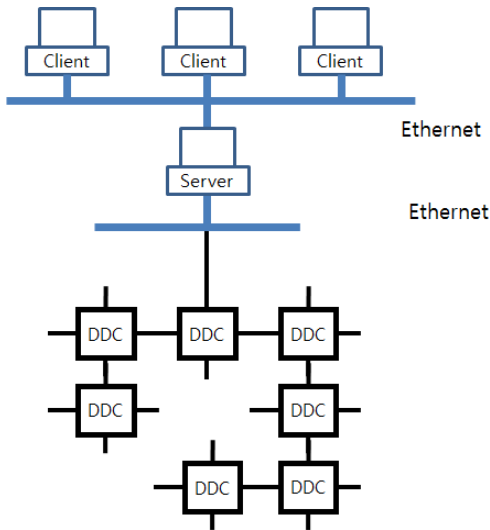 Client Client Client
Ethernet
Server
Ethernet
DDC DDC DDC
DDC DDC
DDC DDC